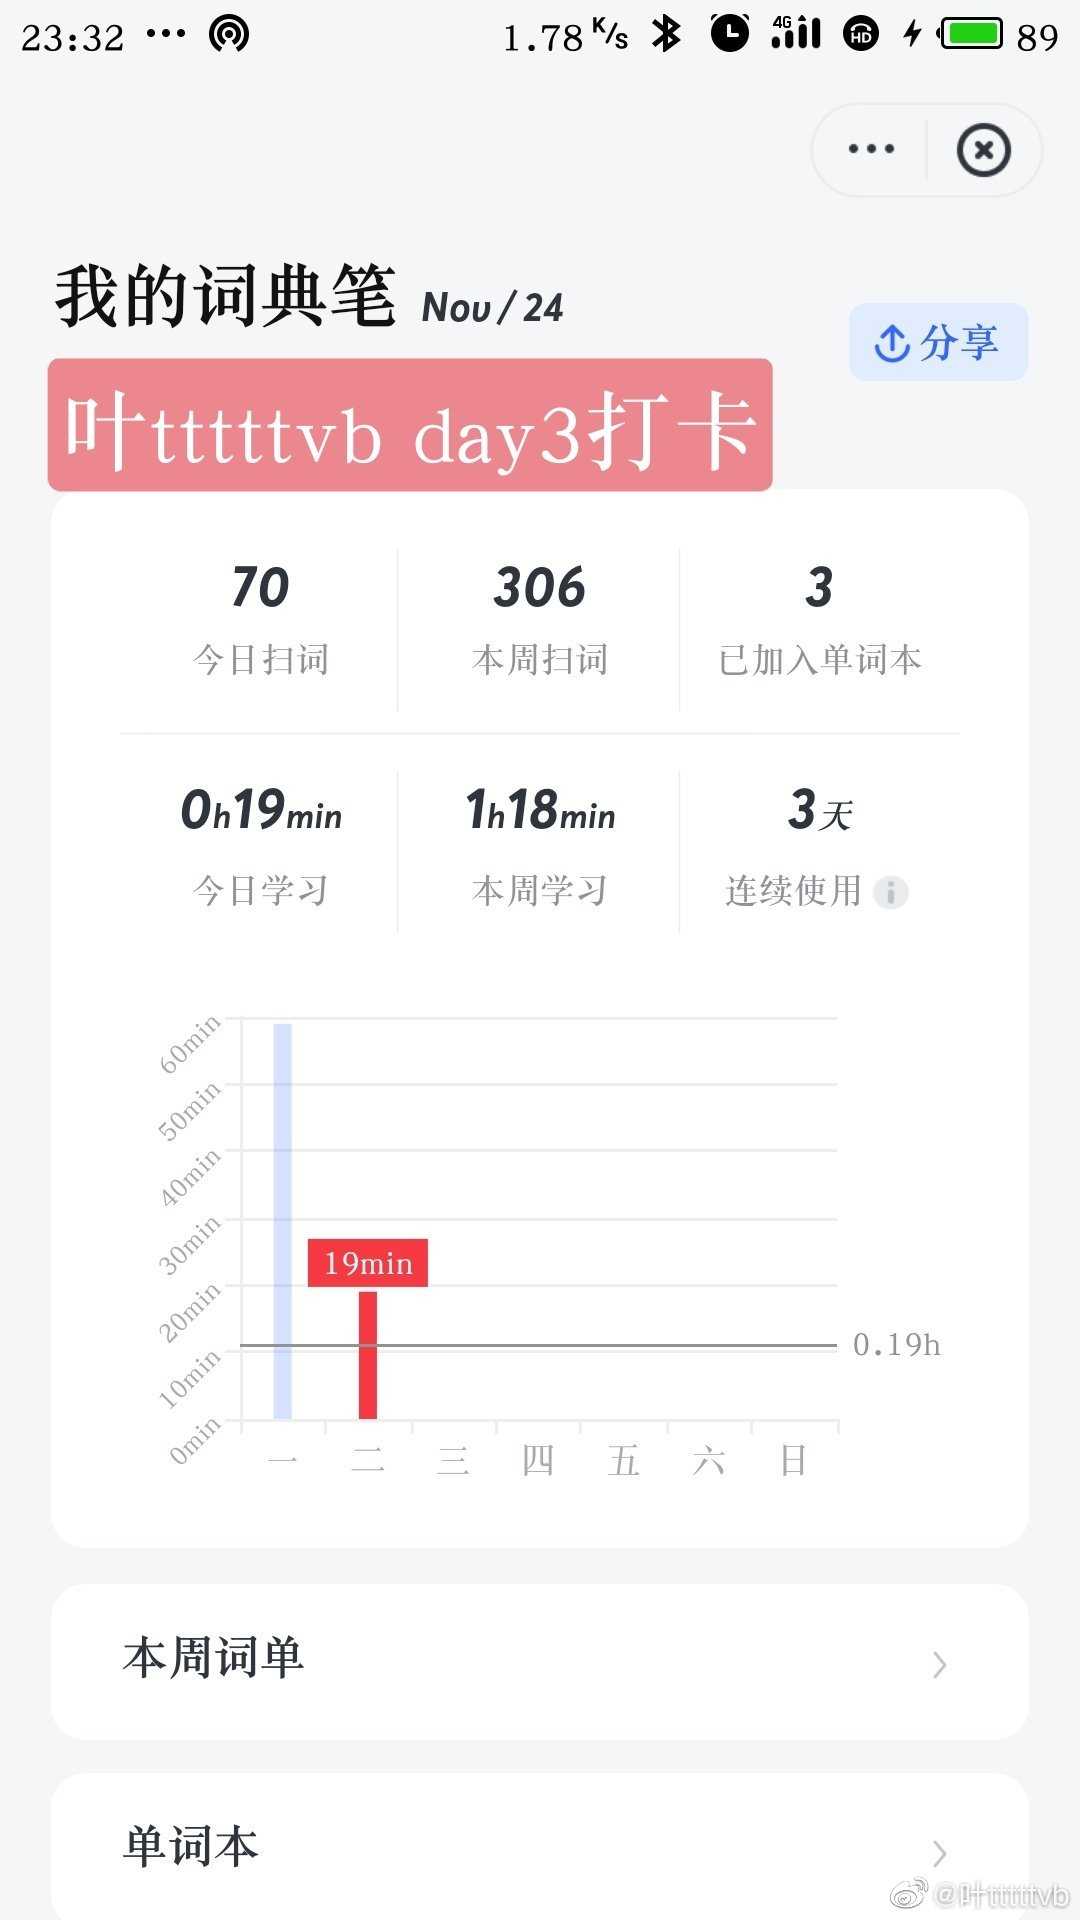 23:32 ... 1.78 K/s 4G HD 89
我的词典笔 Nov / 24
分享
叶tttttvb day3打卡
70 306 3
今日扫词 本周扫词 已加入单词本
0h19min 1h18min 3天
今日学习 本周学习 连续使用
60min
50min
40min
30min
19min
20min
0.19h
10min
0min
一 二 三 四 五 六 日
本周词单
单词本
@叶tttttvb